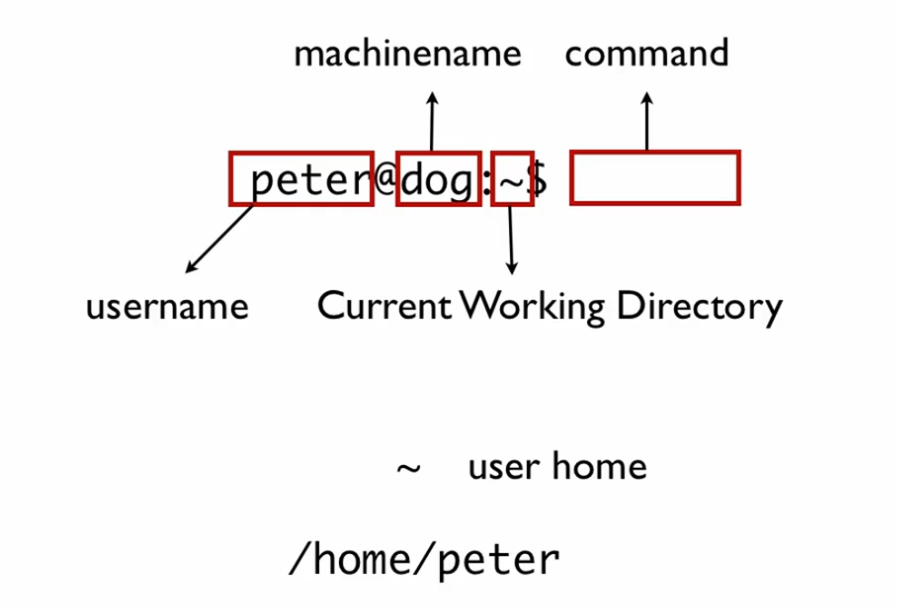 machinename command
peter@dog:~$
username Current Working Directory
~ user home
/home/peter